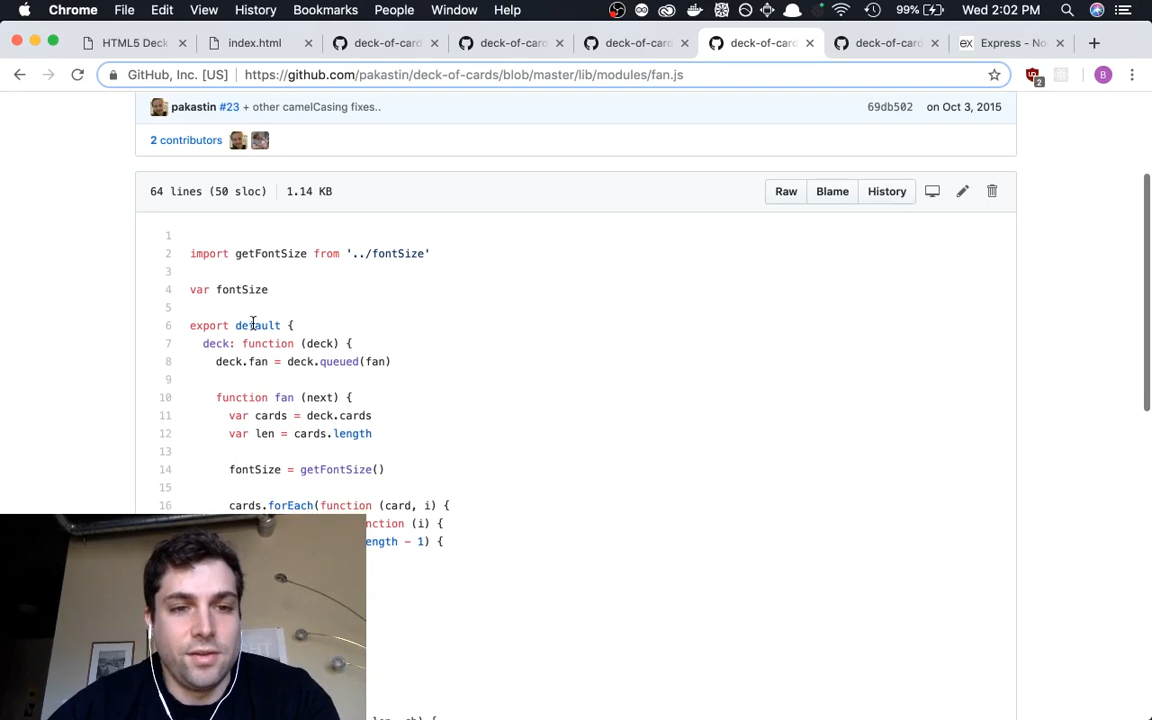 Chrome File Edit View History Bookmarks People Window Help 99% Wed 2:02 PM
HTML5 Deck index.html deck-of-car deck-of-car deck-of-car deck-of-car deck-of-car Express - No
GitHub, Inc. [US] https://github.com/pakastin/deck-of-cards/blob/master/lib/modules/fan.js 2 B
pakastin #23 + other camelCasing fixes.. 69db502 on Oct 3, 2015
2 contributors
64 lines (50 sloc) 1.14 KB Raw Blame History
1
2 import getFontSize from '../fontSize'
3
4 var fontSize
5
6 export default {
7 deck: function (deck) {
8 deck.fan = deck.queued(fan)
9
10 function fan (next) {
11 var cards = deck.cards
12 var len = cards.length
13
14 fontSize = getFontSize()
15
16 cards.forEach(function (card, i) {
nction (i) {
ength - 1) {